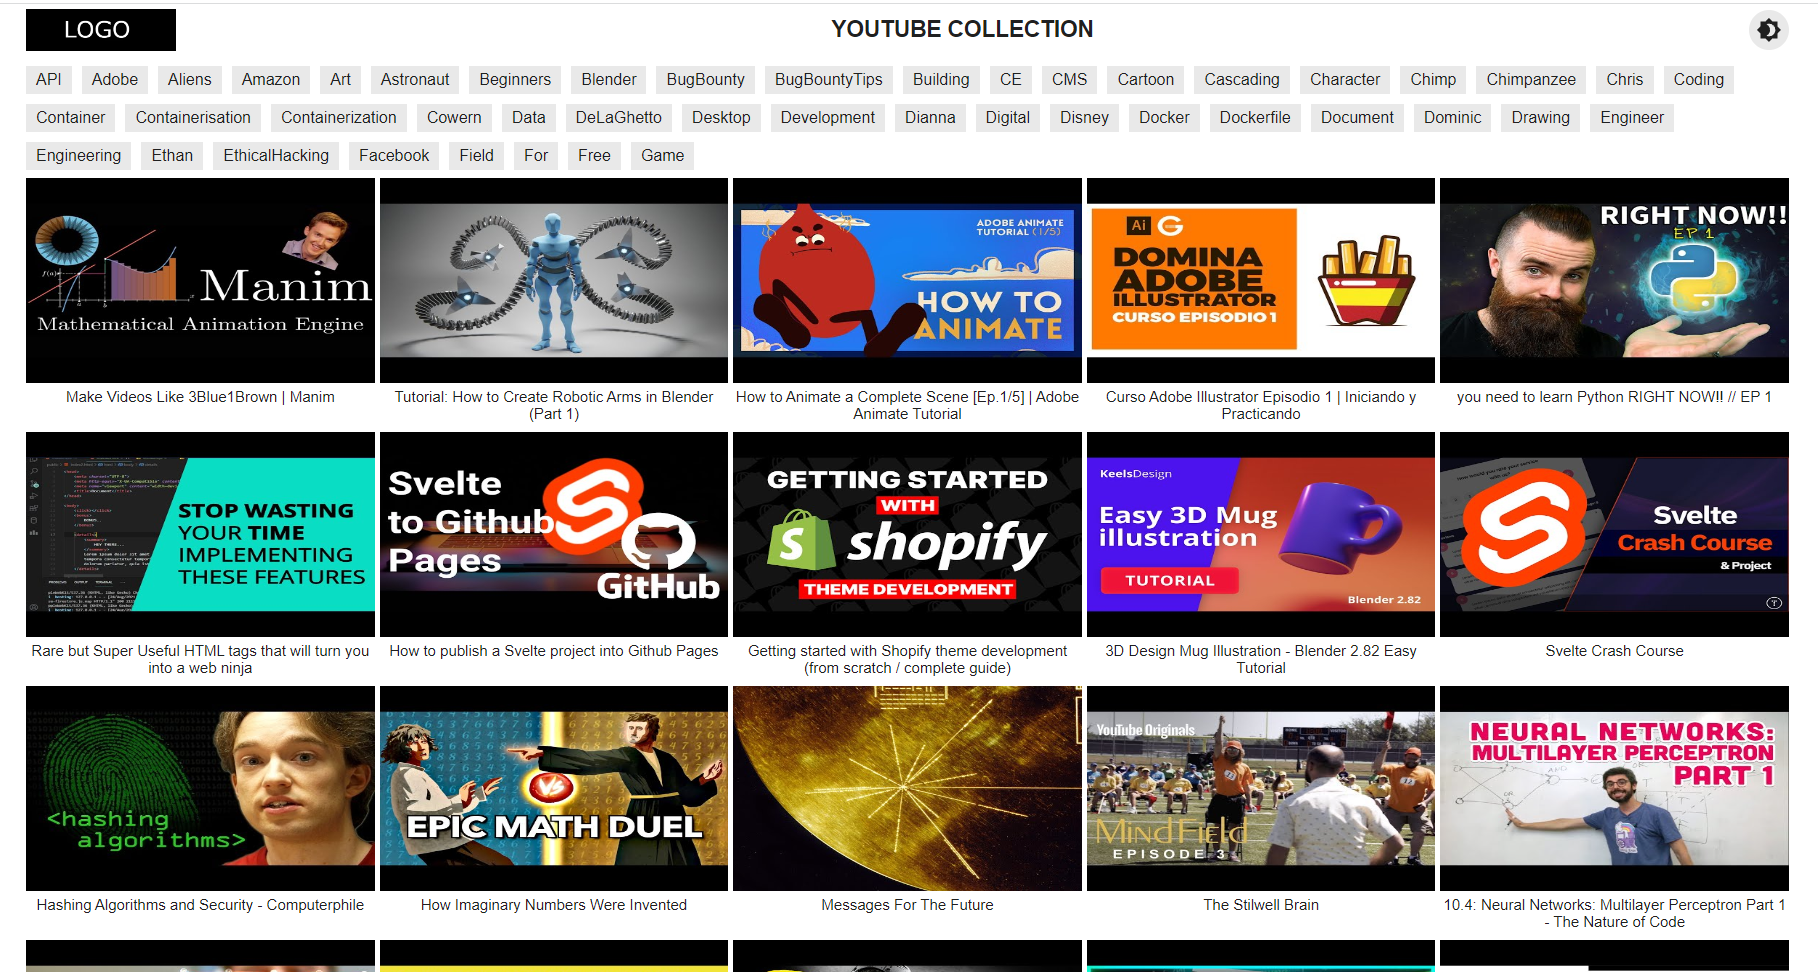 LOGO
YOUTUBE COLLECTION
API Adobe Aliens Amazon Art Astronaut Beginners Blender BugBounty BugBountyTips Building CE CMS Cartoon Cascading Character Chimp Chimpanzee Chris Coding
Container Containerisation Containerization Cowern Data DeLaGhetto Desktop Development Dianna Digital Disney Docker Dockerfile Document Dominic Drawing Engineer
Engineering Ethan EthicalHacking Facebook Field For Free Game
Manim
Mathematical Animation Engine
ADOBE ANIMATE
TUTORIAL (1/5)
HOW TO
ANIMATE
Ai
DOMINA
ADOBE
ILLUSTRATOR
CURSO EPISODIO 1
RIGHT NOW!!
EP 1
Make Videos Like 3Blue1Brown | Manim
Tutorial: How to Create Robotic Arms in Blender
(Part 1)
How to Animate a Complete Scene [Ep.1/5] | Adobe
Animate Tutorial
Curso Adobe Illustrator Episodio 1 | Iniciando y
Practicando
you need to learn Python RIGHT NOW!! // EP 1
STOP WASTING
YOUR TIME
IMPLEMENTING
THESE FEATURES
Svelte
to Github
Pages
GitHub
GETTING STARTED
WITH
shopify
THEME DEVELOPMENT
KeelsDesign
Easy 3D Mug
illustration
TUTORIAL
Blender 2.82
Svelte
Crash Course
& Project
Rare but Super Useful HTML tags that will turn you
into a web ninja
How to publish a Svelte project into Github Pages
Getting started with Shopify theme development
(from scratch / complete guide)
3D Design Mug Illustration - Blender 2.82 Easy
Tutorial
Svelte Crash Course
<hashing
algorithms>
VS
EPIC MATH DUEL
YouTube Originals
MIND FIELD
EPISODE 3
NEURAL NETWORKS:
MULTILAYER PERCEPTRON
PART 1
Hashing Algorithms and Security - Computerphile
How Imaginary Numbers Were Invented
Messages For The Future
The Stilwell Brain
10.4: Neural Networks: Multilayer Perceptron Part 1
- The Nature of Code